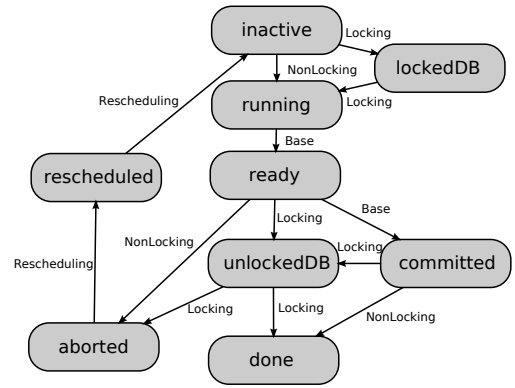 inactive
Locking
lockedDB
NonLocking
Locking
Rescheduling
running
Base
rescheduled
ready
Base
Locking
NonLocking
Locking
unlockedDB
committed
Rescheduling
Locking
Locking
NonLocking
aborted
done